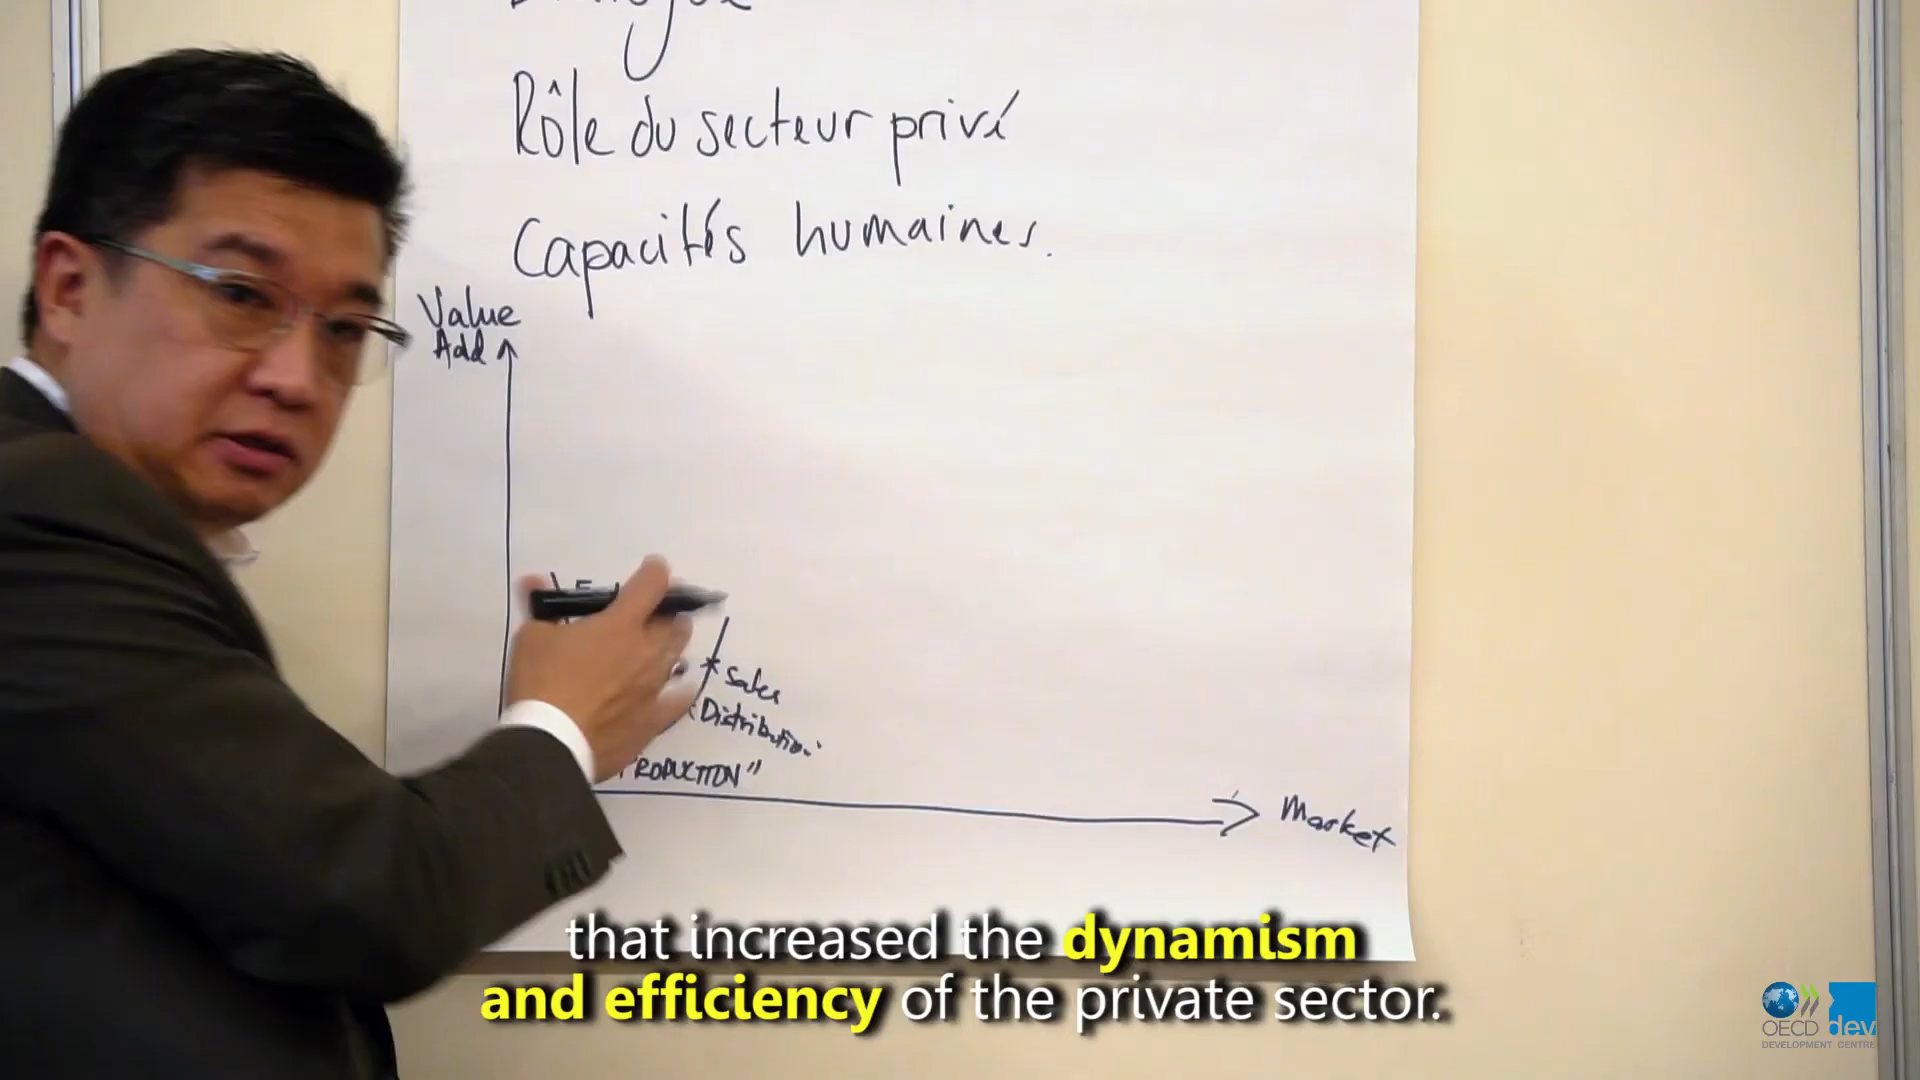 Rôle du secteur privé
Capacités humaines.
Value
Add
Sales
Distribution
RODUCTION"
Market
that increased the dynamism
and efficiency of the private sector.
OECD dev
DEVELOPMENT CENTRE